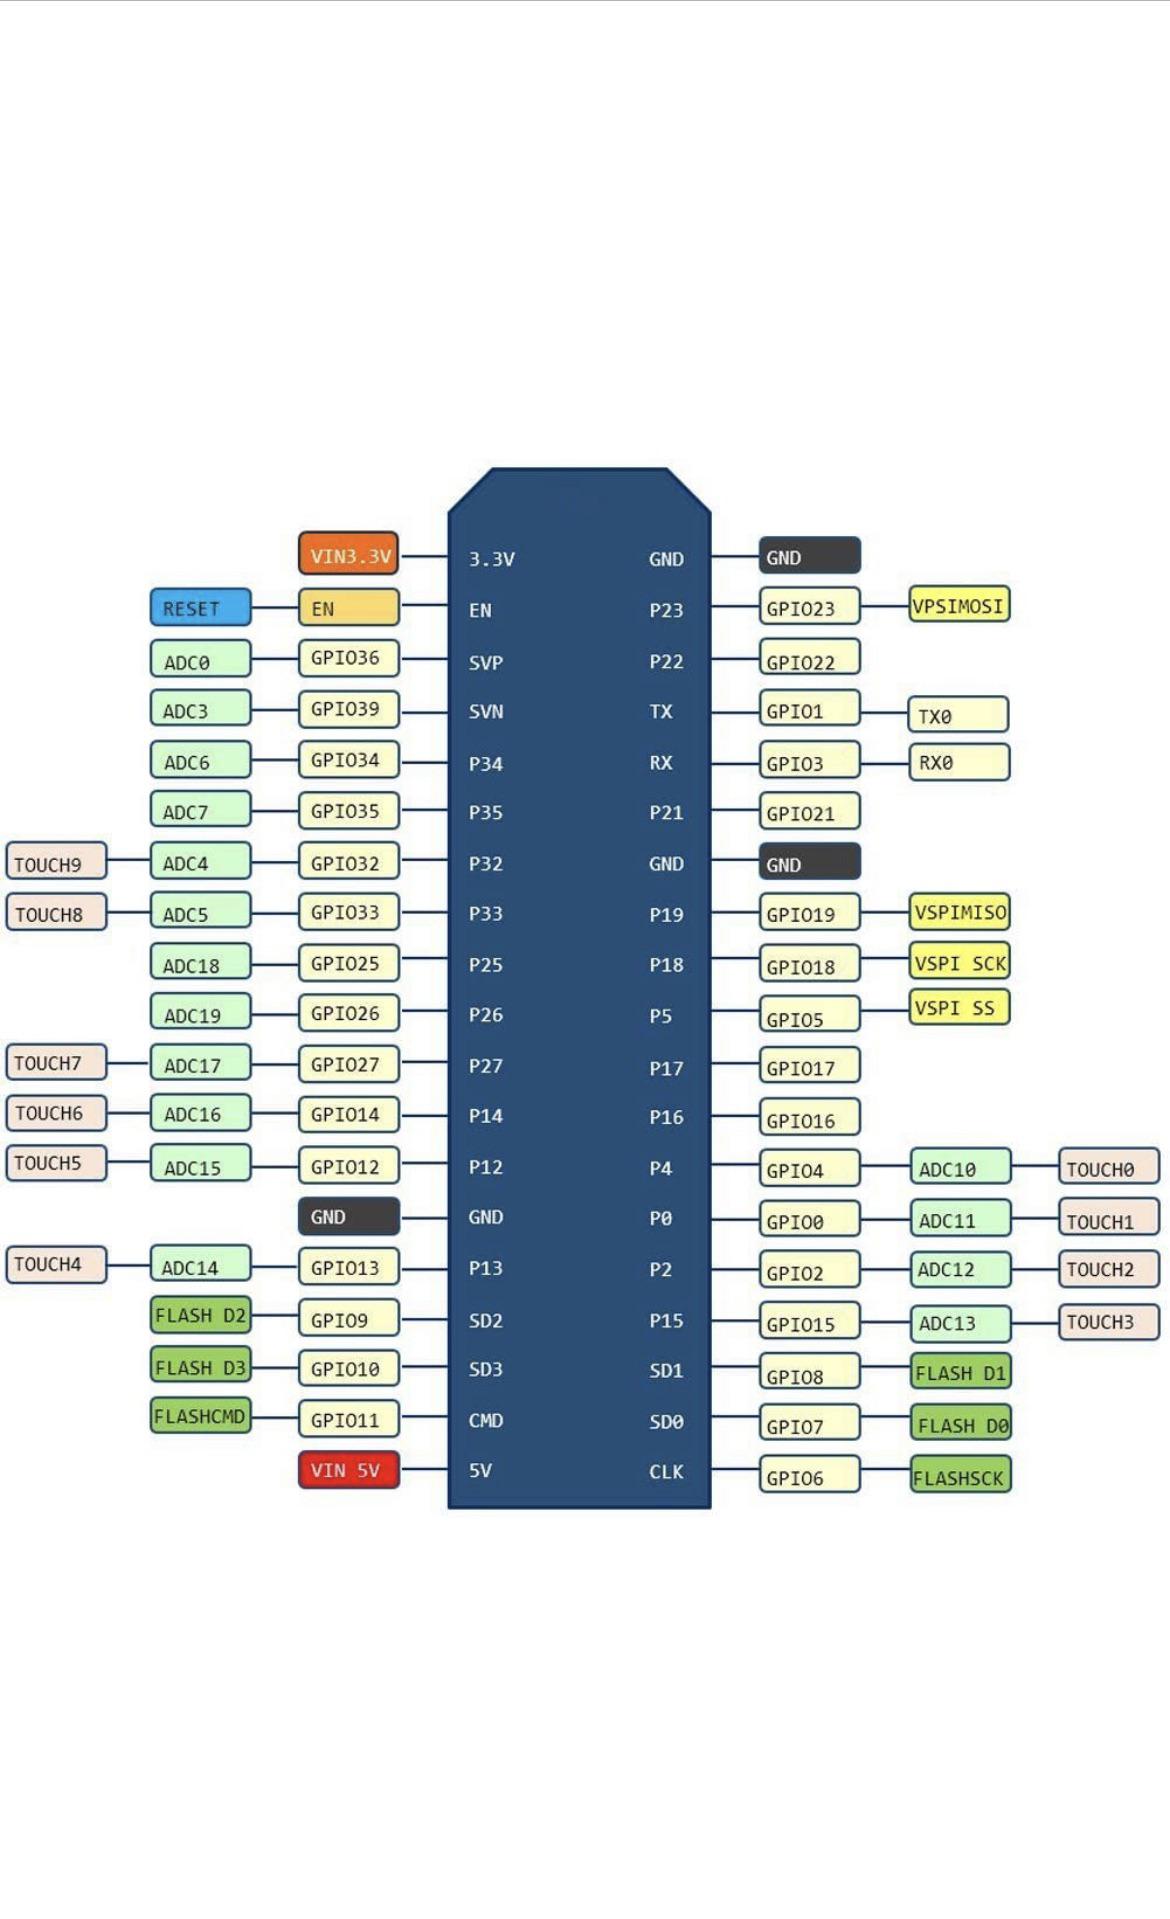 VIN3.3V 3.3V GND GND
RESET EN EN P23 GPIO23 VPSIMOSI
ADC0 GPIO36 SVP P22 GPIO22
ADC3 GPIO39 SVN TX GPIO1 TX0
ADC6 GPIO34 P34 RX GPIO3 RX0
ADC7 GPIO35 P35 P21 GPIO21
TOUCH9 ADC4 GPIO32 P32 GND GND
TOUCH8 ADC5 GPIO33 P33 P19 GPIO19 VSPIMISO
ADC18 GPIO25 P25 P18 GPIO18 VSPI SCK
ADC19 GPIO26 P26 P5 GPIO5 VSPI SS
TOUCH7 ADC17 GPIO27 P27 P17 GPIO17
TOUCH6 ADC16 GPIO14 P14 P16 GPIO16
TOUCH5 ADC15 GPIO12 P12 P4 GPIO4 ADC10 TOUCH0
GND GND P0 GPIO0 ADC11 TOUCH1
TOUCH4 ADC14 GPIO13 P13 P2 GPIO2 ADC12 TOUCH2
FLASH D2 GPIO9 SD2 P15 GPIO15 ADC13 TOUCH3
FLASH D3 GPIO10 SD3 SD1 GPIO8 FLASH D1
FLASHCMD GPIO11 CMD SD0 GPIO7 FLASH D0
VIN 5V 5V CLK GPIO6 FLASHSCK